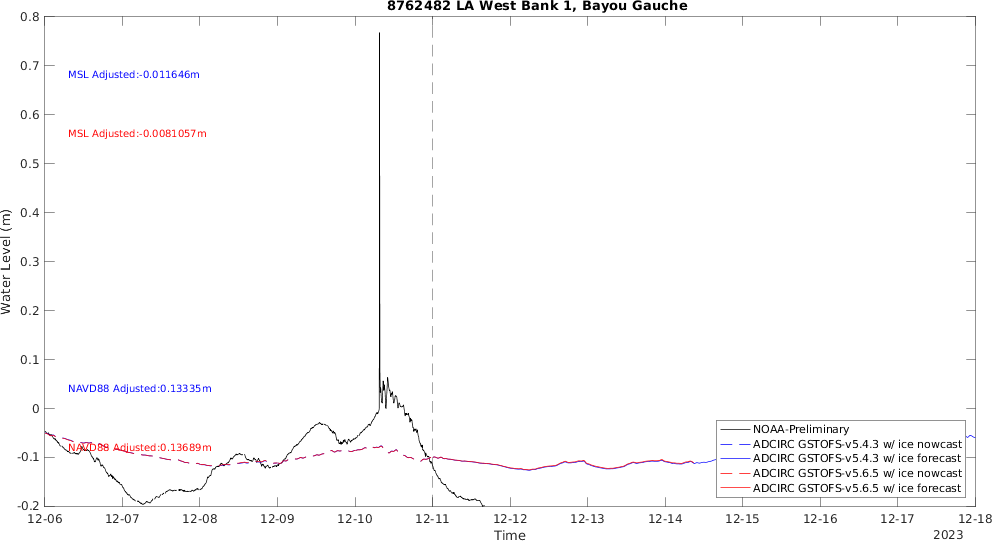 8762482 LA West Bank 1, Bayou Gauche
0.8
0.7
MSL Adjusted:-0.011646m
0.6
MSL Adjusted:-0.0081057m
0.5
0.4
0.3
Water Level (m)
0.2
0.1
NAVD88 Adjusted:0.13335m
0
NAVD88 Adjusted:0.13689m
-0.1
-0.2
NOAA-Preliminary
ADCIRC GSTOFS-v5.4.3 w/ ice nowcast
ADCIRC GSTOFS-v5.4.3 w/ ice forecast
ADCIRC GSTOFS-v5.6.5 w/ ice nowcast
ADCIRC GSTOFS-v5.6.5 w/ ice forecast
12-06 12-07 12-08 12-09 12-10 12-11 12-12 12-13 12-14 12-15 12-16 12-17 12-18
Time
2023